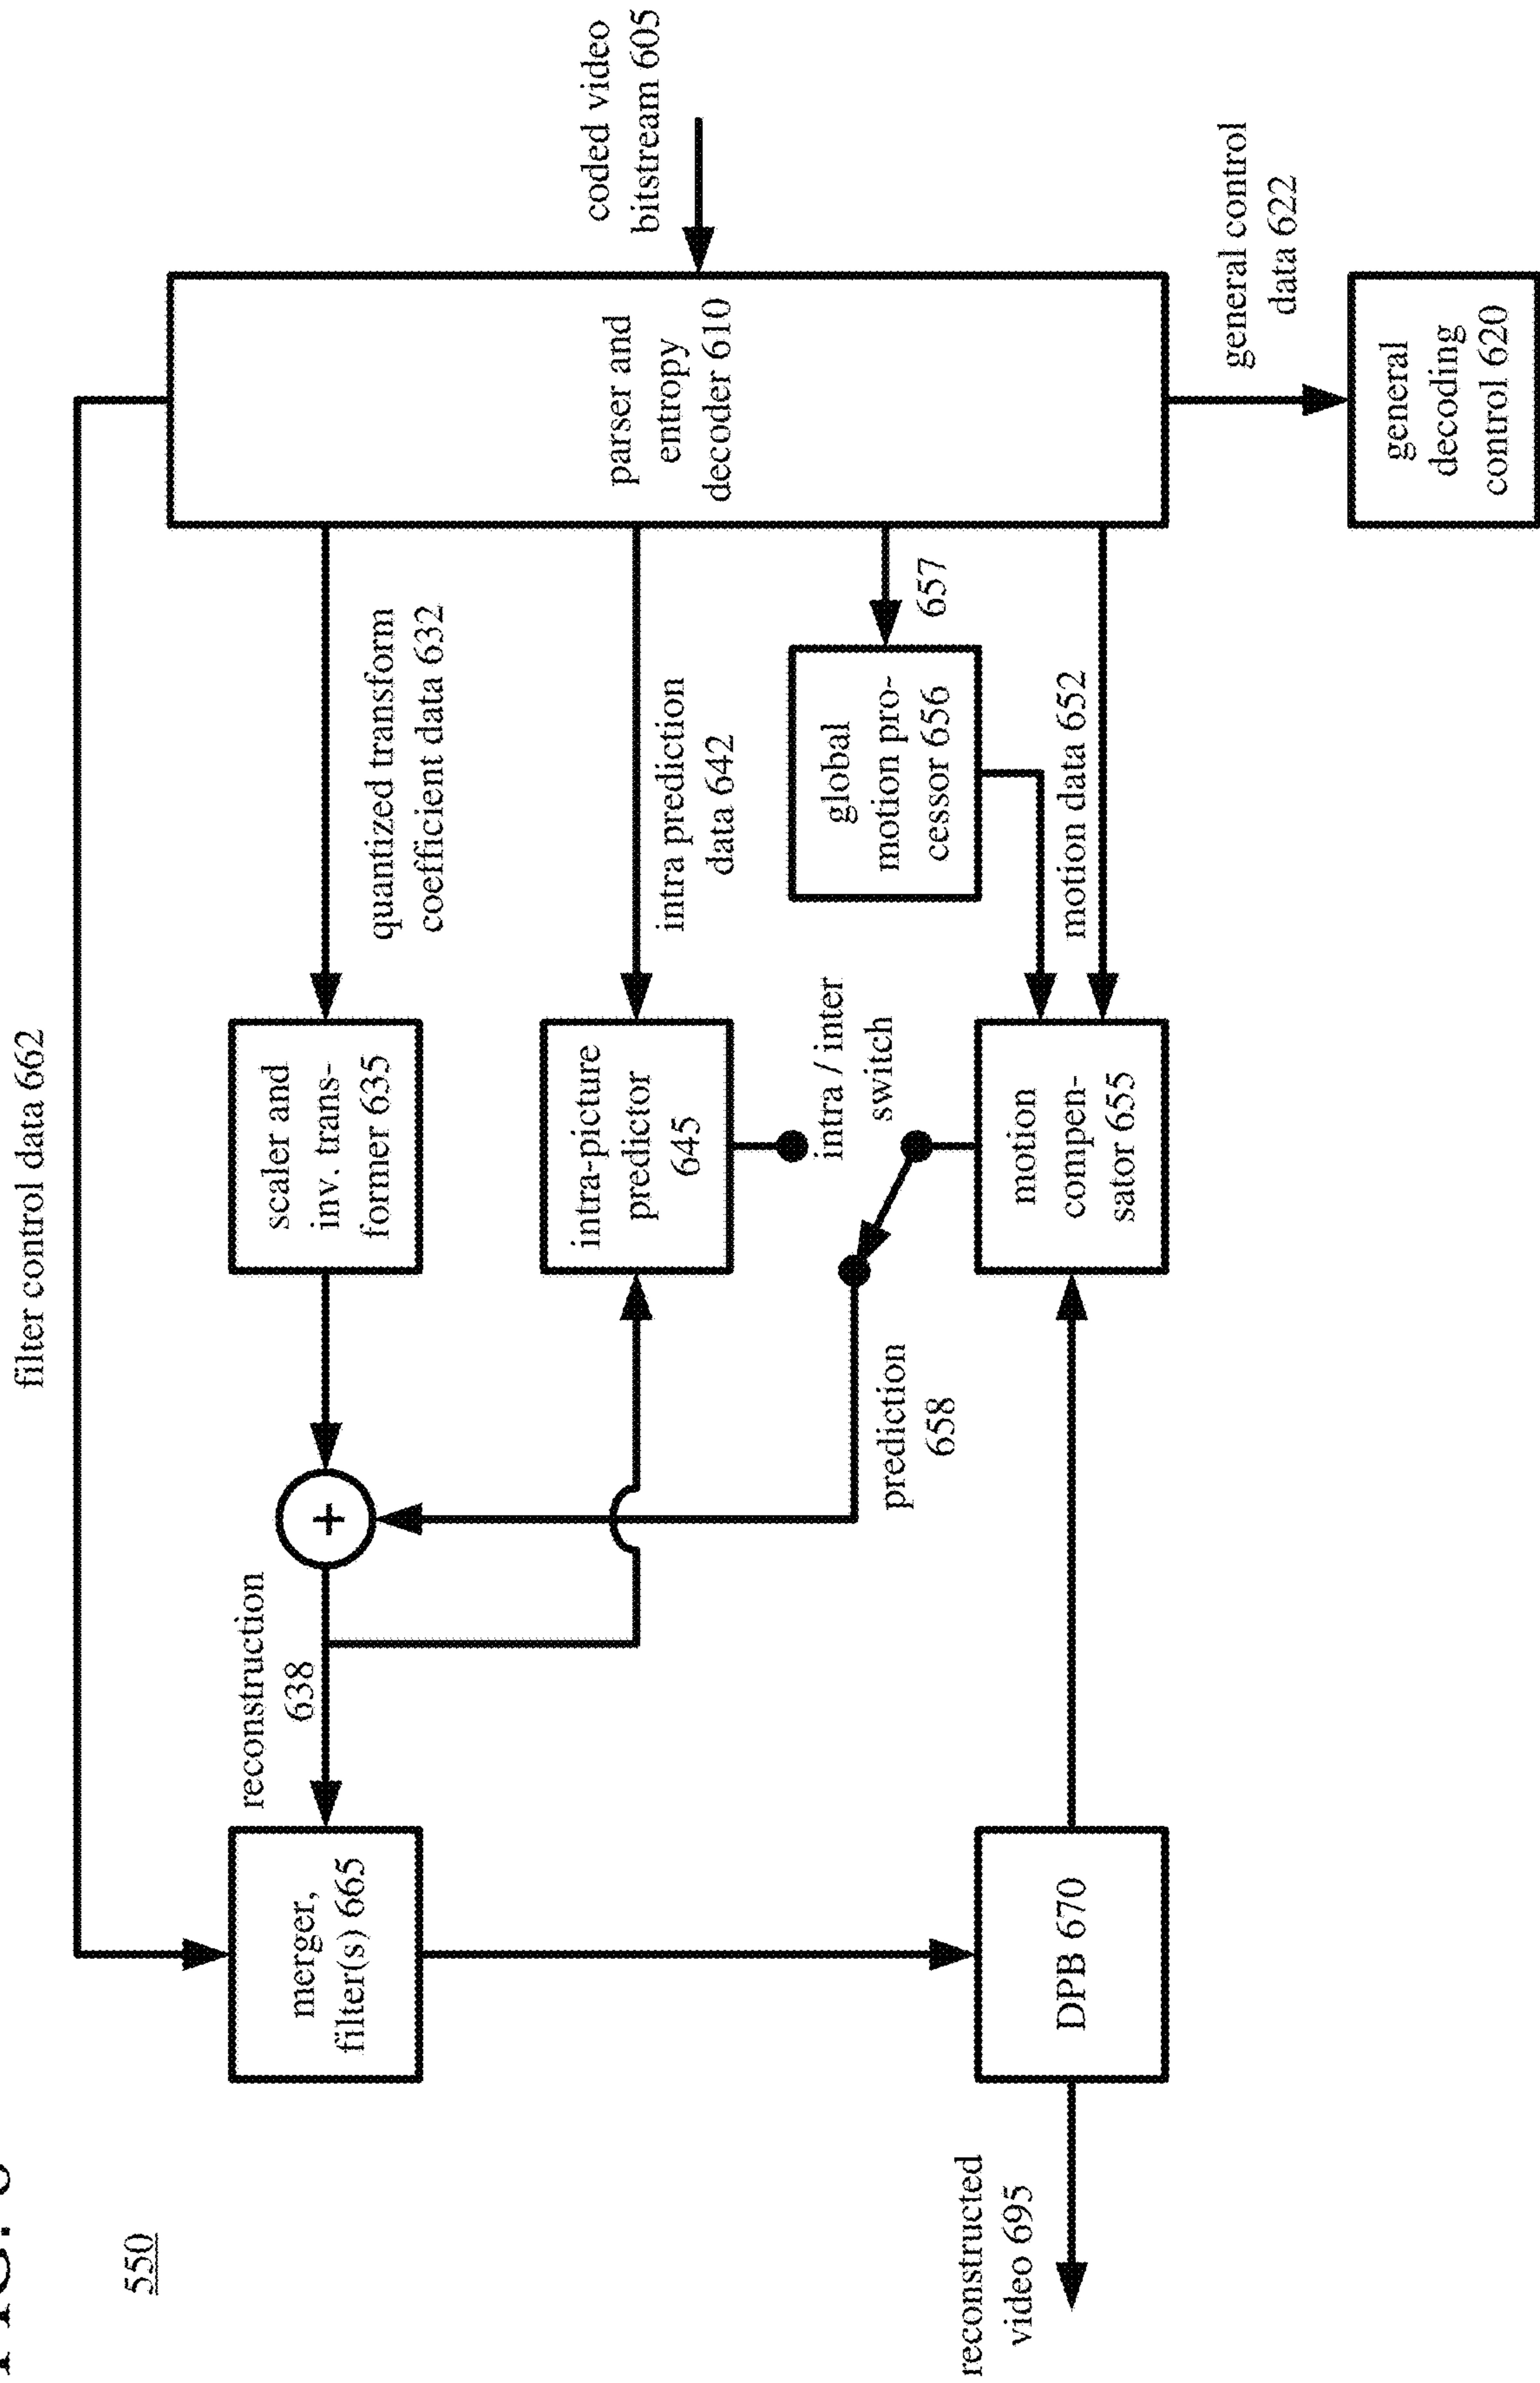 550
filter control data 662
coded video
bitstream 605
parser and
entropy
decoder 610
general control
data 622
general
decoding
control 620
quantized transform
coefficient data 632
intra prediction
data 642
657
global
motion pro-
cessor 656
motion data 652
scaler and
inv. trans-
former 635
intra-picture
predictor
645
intra / inter
switch
motion
compen-
sator 655
+
prediction
658
reconstruction
638
merger,
filter(s) 665
DPB 670
reconstructed
video 695